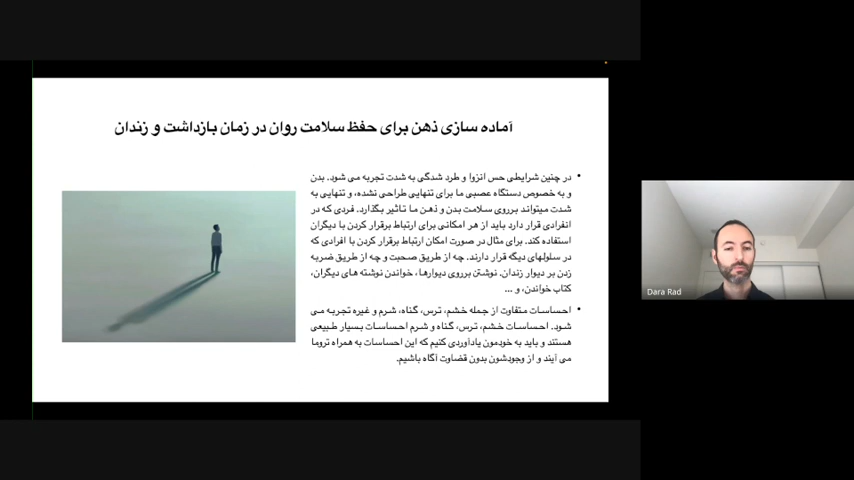 آماده سازی ذهن برای حفظ سلامت روان در زمان بازداشت و زندان
• در چنین شرایطی حس انزوا و طرد شدگی به شدت تجربه می شود. بدن
و به خصوص دستگاه عصبی ما برای تنهایی طراحی نشده، و تنهایی به
شدت میتواند برروی سلامت بدن و ذهن ما تاثیر بگذارد. فردی که در
انفرادی قرار دارد باید از هر امکانی برای ارتباط برقرار کردن با دیگران
استفاده کند. برای مثال در صورت امکان ارتباط برقرار کردن با افرادی که
در سلولهای دیگه قرار دارند. چه از طریق صحبت و چه از طریق ضربه
زدن بر دیوار زندان. نوشتن برروی دیوارها، خواندن نوشته های دیگران،
کتاب خواندن، و ...
• احساسات متفاوت از جمله خشم، ترس، گناه، شرم و غیره تجربه می
شود. احساسات خشم، ترس، گناه و شرم احساسات بسیار طبیعی
هستند و باید به خودمون یادآوردی کنیم که این احساسات به همراه تروما
می آیند و از وجودشون بدون قضاوت آگاه باشیم.
Dara Rad